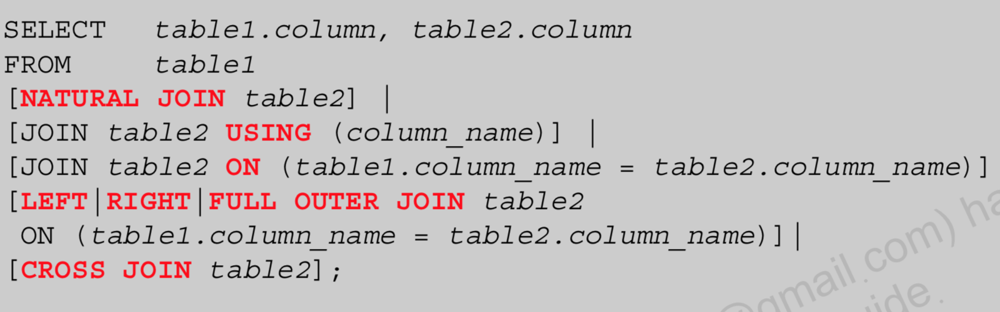 SELECT table1.column, table2.column
FROM table1
[NATURAL JOIN table2] |
[JOIN table2 USING (column_name)] |
[JOIN table2 ON (table1.column_name = table2.column_name)]
[LEFT|RIGHT|FULL OUTER JOIN table2
ON (table1.column_name = table2.column_name)]|
[CROSS JOIN table2];
@gmail.com) ha